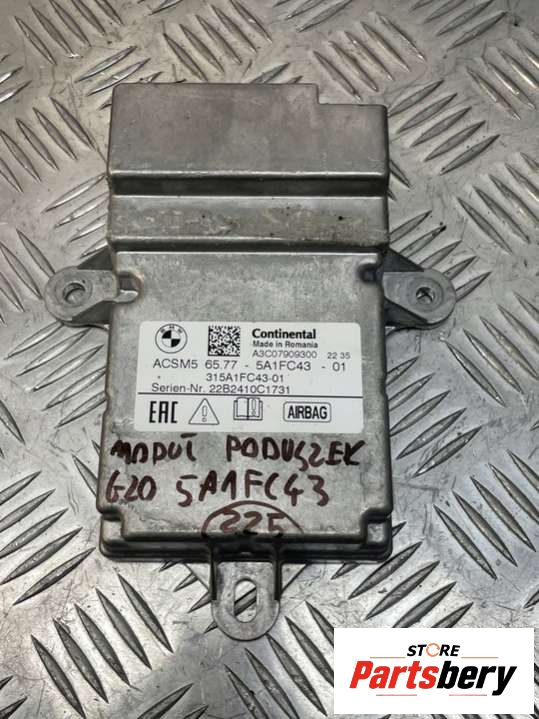 BMW
Continental
Made in Romania
A3C07909300 22 35
ACSM5 65.77 - 5A1FC43 - 01
315A1FC43-01
Serien-Nr. 22B2410C1731
EAC AIRBAG
MODUŁ PODUSZEK
G20 5A1FC43
225
STORE
Partsbery